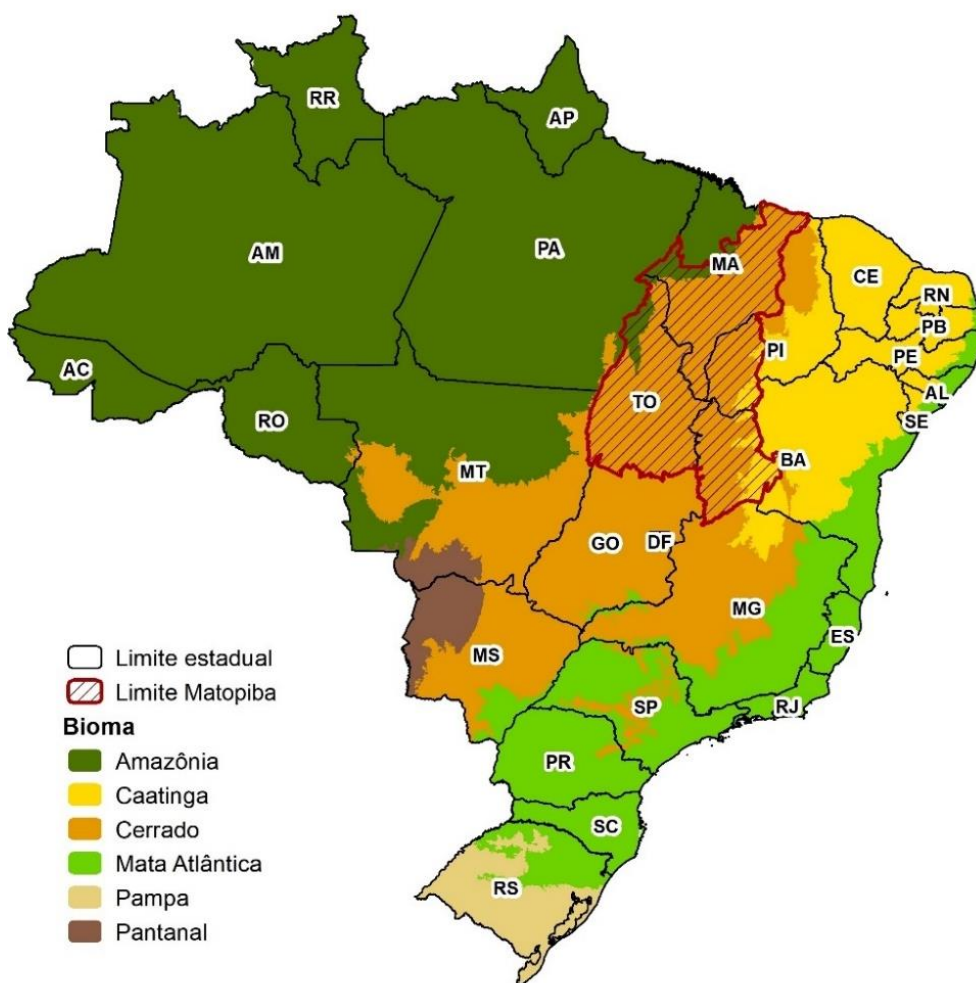 RR
AP
AM
PA
MA
CE
RN
PB
PI
PE
AC
AL
TO
SE
RO
BA
MT
GO
DF
MG
ES
MS
SP
RJ
PR
SC
RS
Limite estadual
Limite Matopiba
Bioma
Amazônia
Caatinga
Cerrado
Mata Atlântica
Pampa
Pantanal